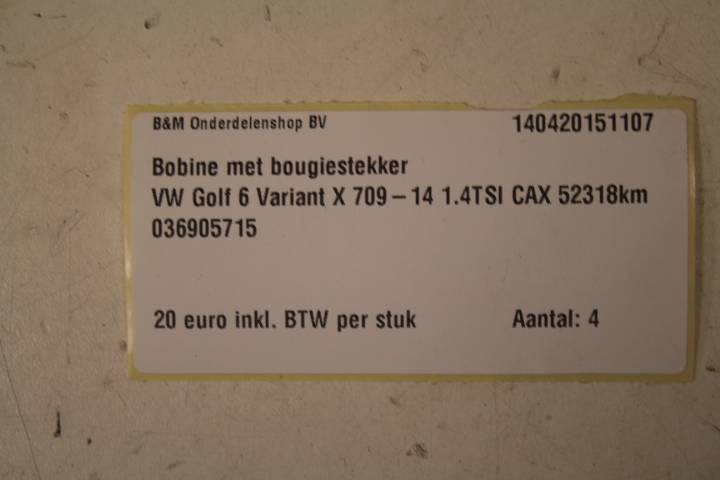 B&M Onderdelenshop BV 140420151107
Bobine met bougiestekker
VW Golf 6 Variant X 709-14 1.4TSI CAX 52318km
036905715
20 euro inkl. BTW per stuk Aantal: 4